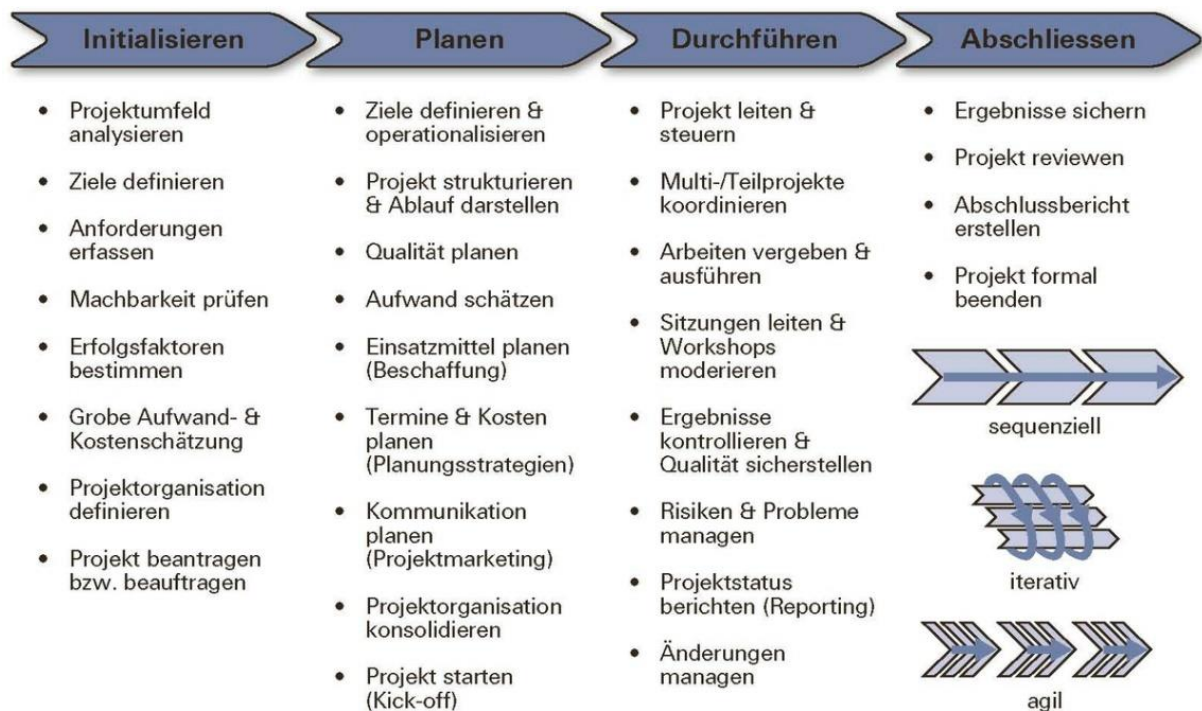 Initialisieren
Planen
Durchführen
Abschliessen
• Projektumfeld
analysieren
• Ziele definieren
• Anforderungen
erfassen
• Machbarkeit prüfen
• Erfolgsfaktoren
bestimmen
• Grobe Aufwand- &
Kostenschätzung
• Projektorganisation
definieren
• Projekt beantragen
bzw. beauftragen
• Ziele definieren &
operationalisieren
• Projekt strukturieren
& Ablauf darstellen
• Qualität planen
• Aufwand schätzen
• Einsatzmittel planen
(Beschaffung)
• Termine & Kosten
planen
(Planungsstrategien)
• Kommunikation
planen
(Projektmarketing)
• Projektorganisation
konsolidieren
• Projekt starten
(Kick-off)
• Projekt leiten &
steuern
• Multi-/Teilprojekte
koordinieren
• Arbeiten vergeben &
ausführen
• Sitzungen leiten &
Workshops
moderieren
• Ergebnisse
kontrollieren &
Qualität sicherstellen
• Risiken & Probleme
managen
• Projektstatus
berichten (Reporting)
• Änderungen
managen
• Ergebnisse sichern
• Projekt reviewen
• Abschlussbericht
erstellen
• Projekt formal
beenden
sequenziell
iterativ
agil